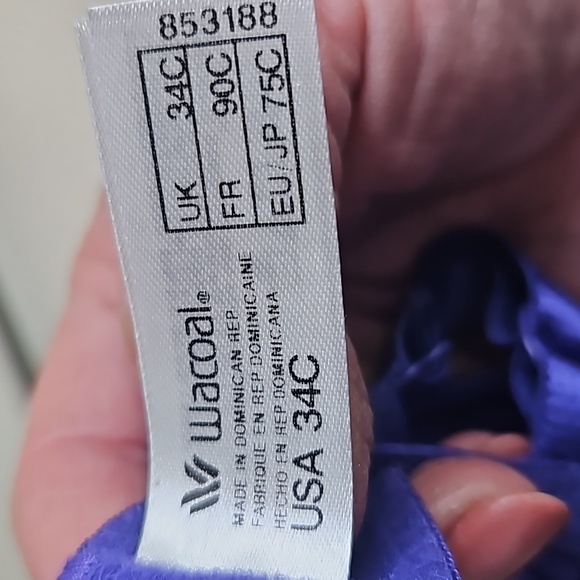 853188
UK 34C
FR 90C
EU/JP 75C
wacoal®
MADE IN DOMINICAN REP
FABRIQUE EN REP DOMINICAINE
HECHO EN REP DOMINICANA
USA 34C